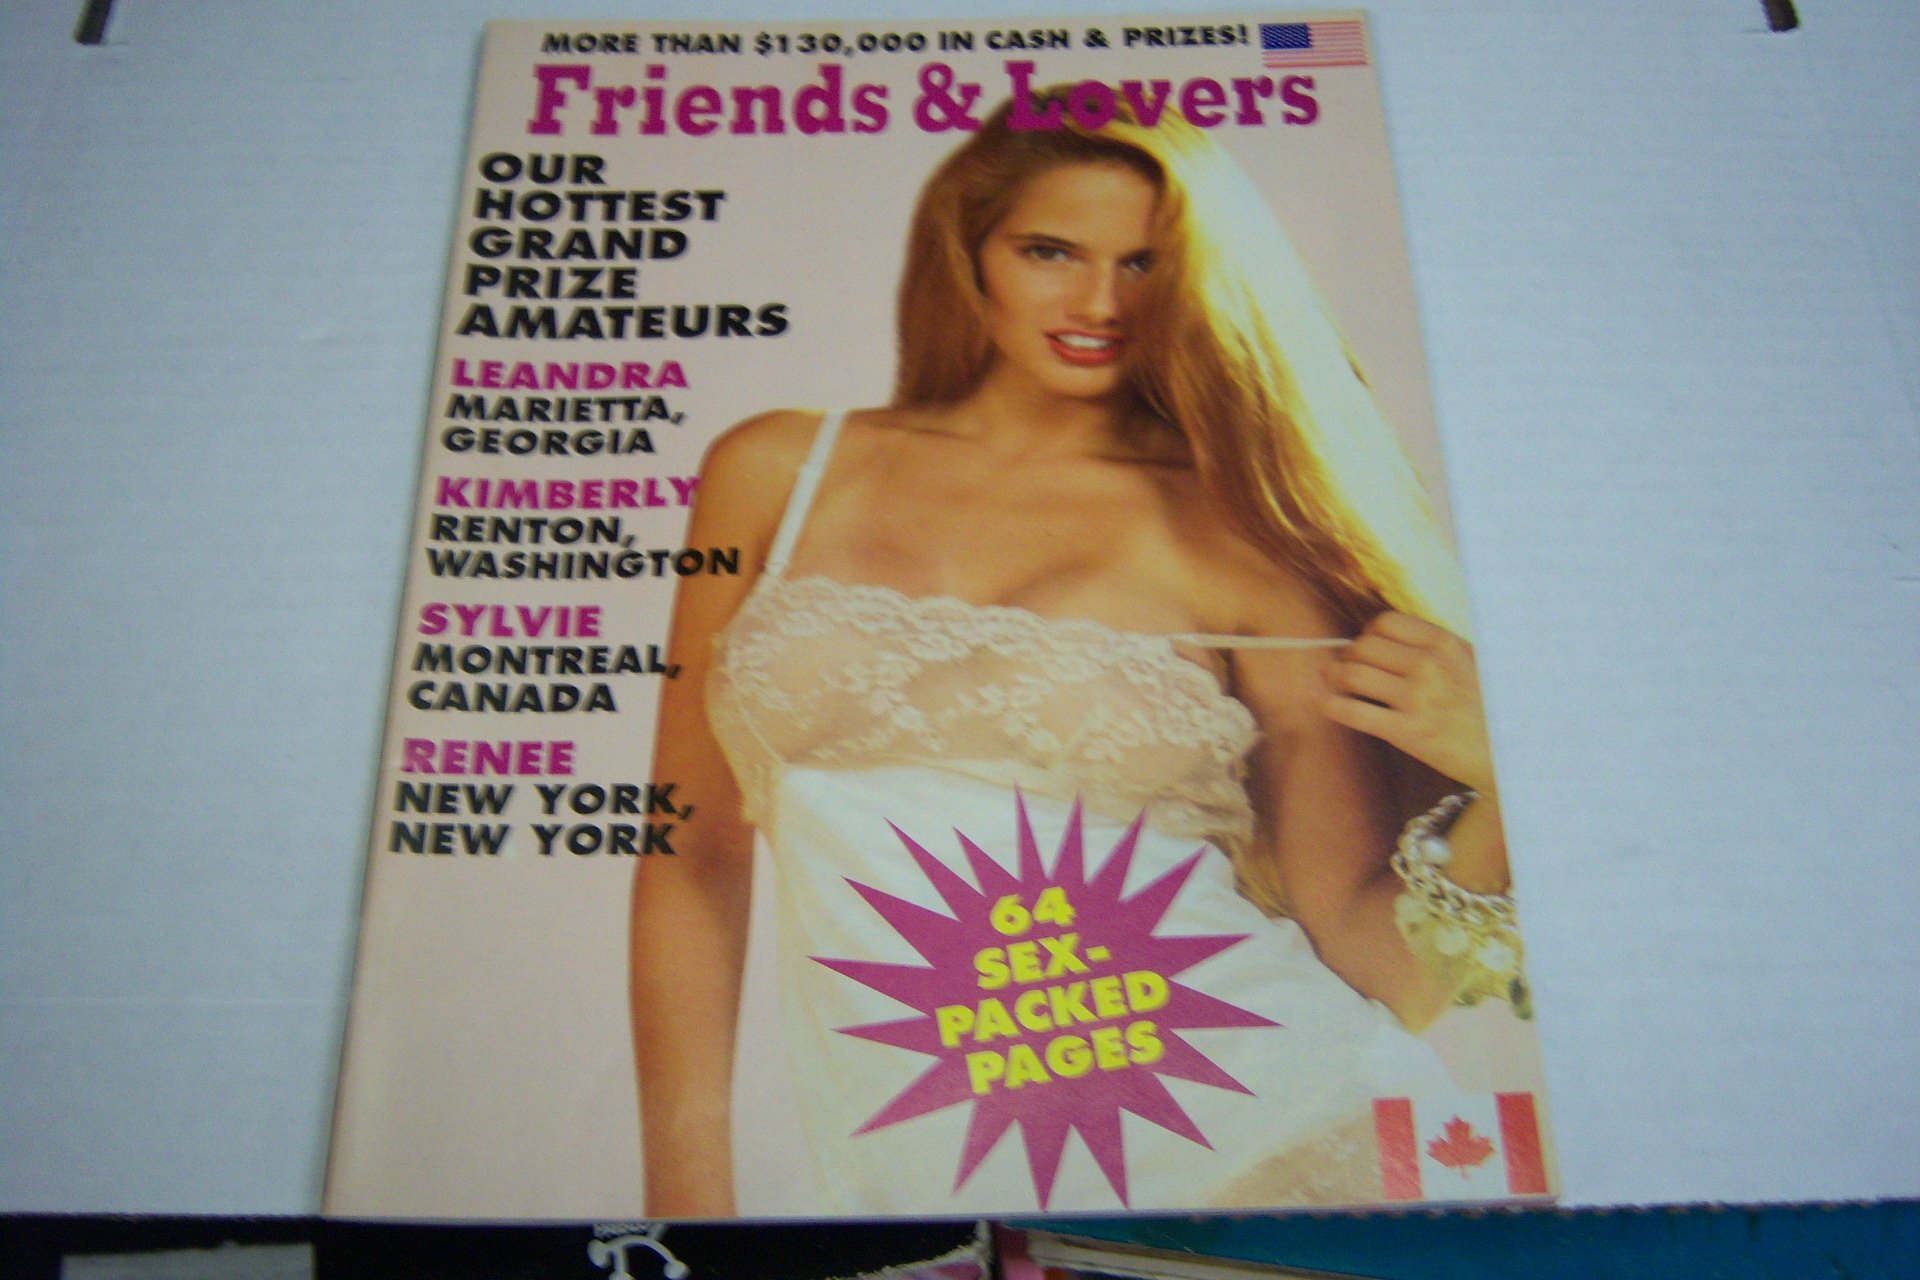 MORE THAN $130,000 IN CASH & PRIZES!
Friends & Lovers
OUR
HOTTEST
GRAND
PRIZE
AMATEURS
LEANDRA
MARIETTA,
GEORGIA
KIMBERLY
RENTON,
WASHINGTON
SYLVIE
MONTREAL,
CANADA
RENEE
NEW YORK,
NEW YORK
64
SEX-
PACKED
PAGES